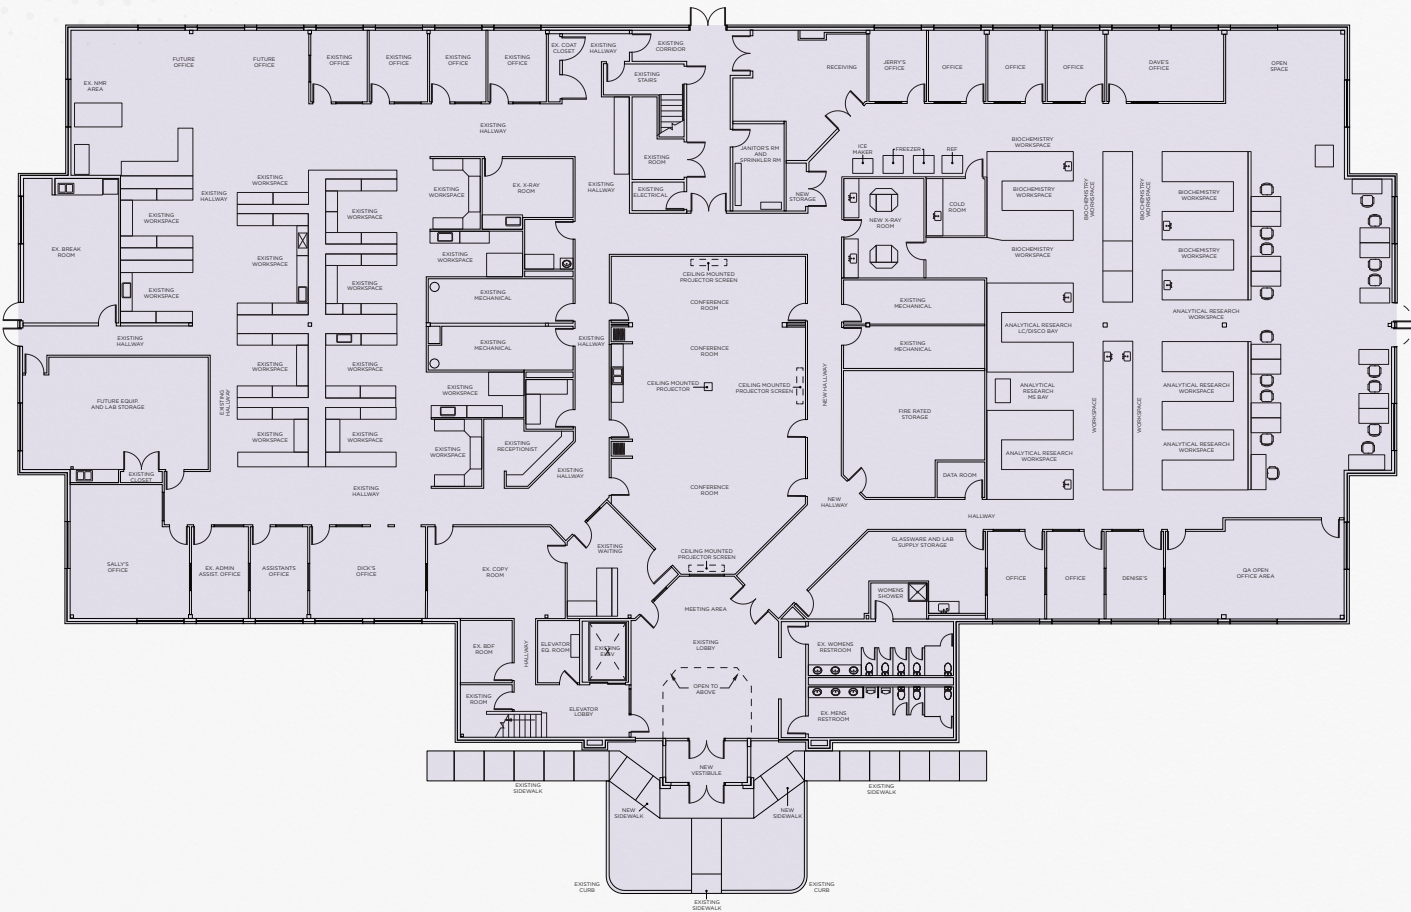 FUTURE
OFFICE
FUTURE
OFFICE
EXISTING
OFFICE
EXISTING
OFFICE
EXISTING
OFFICE
EXISTING
OFFICE
EX. COAT
CLOSET
EXISTING
HALLWAY
EXISTING
CORRIDOR
EXISTING
STAIRS
RECEIVING
JERRY'S
OFFICE
OFFICE
OFFICE
OFFICE
DAVE'S
OFFICE
OPEN
SPACE
EX. NMR
AREA
EXISTING
HALLWAY
EXISTING
ROOM
JANITOR'S RM
AND
SPRINKLER RM
ICE
MAKER
FREEZER
REF
BIOCHEMISTRY
WORKSPACE
EXISTING
WORKSPACE
EXISTING
HALLWAY
EXISTING
WORKSPACE
EX. X-RAY
ROOM
EXISTING
HALLWAY
EXISTING
ELECTRICAL
NEW
STORAGE
BIOCHEMISTRY
WORKSPACE
BIOCHEMISTRY
WORKSPACE
BIOCHEMISTRY
WORKSPACE
BIOCHEMISTRY
WORKSPACE
EXISTING
WORKSPACE
EXISTING
WORKSPACE
NEW X-RAY
ROOM
COLD
ROOM
EX. BREAK
ROOM
EXISTING
WORKSPACE
EXISTING
WORKSPACE
BIOCHEMISTRY
WORKSPACE
BIOCHEMISTRY
WORKSPACE
CEILING MOUNTED
PROJECTOR SCREEN
EXISTING
WORKSPACE
EXISTING
WORKSPACE
EXISTING
MECHANICAL
CONFERENCE
ROOM
EXISTING
MECHANICAL
ANALYTICAL RESEARCH
WORKSPACE
ANALYTICAL RESEARCH
LC/DISCO BAY
EXISTING
HALLWAY
EXISTING
MECHANICAL
EXISTING
HALLWAY
CONFERENCE
ROOM
EXISTING
MECHANICAL
EXISTING
WORKSPACE
EXISTING
WORKSPACE
EXISTING
WORKSPACE
CEILING MOUNTED
PROJECTOR
CEILING MOUNTED
PROJECTOR SCREEN
NEW HALLWAY
ANALYTICAL
RESEARCH
MS BAY
ANALYTICAL RESEARCH
WORKSPACE
FUTURE EQUIP.
AND LAB STORAGE
EXISTING
HALLWAY
FIRE RATED
STORAGE
WORKSPACE
WORKSPACE
EXISTING
WORKSPACE
EXISTING
WORKSPACE
EXISTING
WORKSPACE
EXISTING
RECEPTIONIST
ANALYTICAL RESEARCH
WORKSPACE
ANALYTICAL RESEARCH
WORKSPACE
EXISTING
CLOSET
EXISTING
HALLWAY
DATA ROOM
EXISTING
HALLWAY
CONFERENCE
ROOM
NEW
HALLWAY
HALLWAY
SALLY'S
OFFICE
EX. ADMIN
ASSIST. OFFICE
ASSISTANTS
OFFICE
DICK'S
OFFICE
EX. COPY
ROOM
EXISTING
WAITING
CEILING MOUNTED
PROJECTOR SCREEN
GLASSWARE AND LAB
SUPPLY STORAGE
WOMENS
SHOWER
OFFICE
OFFICE
DENISE'S
QA OPEN
OFFICE AREA
MEETING AREA
EX. BDF
ROOM
HALLWAY
ELEVATOR
EQ. ROOM
EXISTING
ELEV
EXISTING
LOBBY
EX. WOMENS
RESTROOM
OPEN TO
ABOVE
EXISTING
ROOM
ELEVATOR
LOBBY
EX. MENS
RESTROOM
NEW
VESTIBULE
EXISTING
SIDEWALK
EXISTING
SIDEWALK
NEW
SIDEWALK
NEW
SIDEWALK
EXISTING
CURB
EXISTING
CURB
EXISTING
SIDEWALK